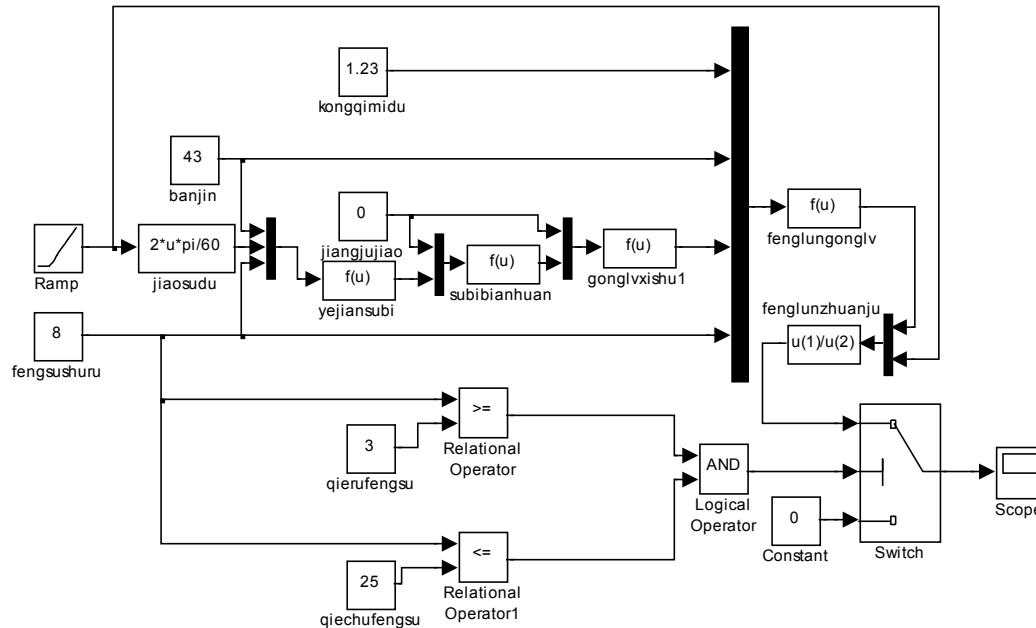 1.23
kongqimidu
43
banjin
0
jiangjujiao
Ramp
2*u*pi/60
jiaosudu
f(u)
yejiansubi
f(u)
subibianhuan
f(u)
gonglvxishu1
f(u)
fenglungonglv
fenglunzhuanju
u(1)/u(2)
8
fengsushuru
>=
Relational
Operator
3
qierufengsu
AND
Logical
Operator
<=
Relational
Operator1
25
qiechufengsu
0
Constant
Switch
Scope